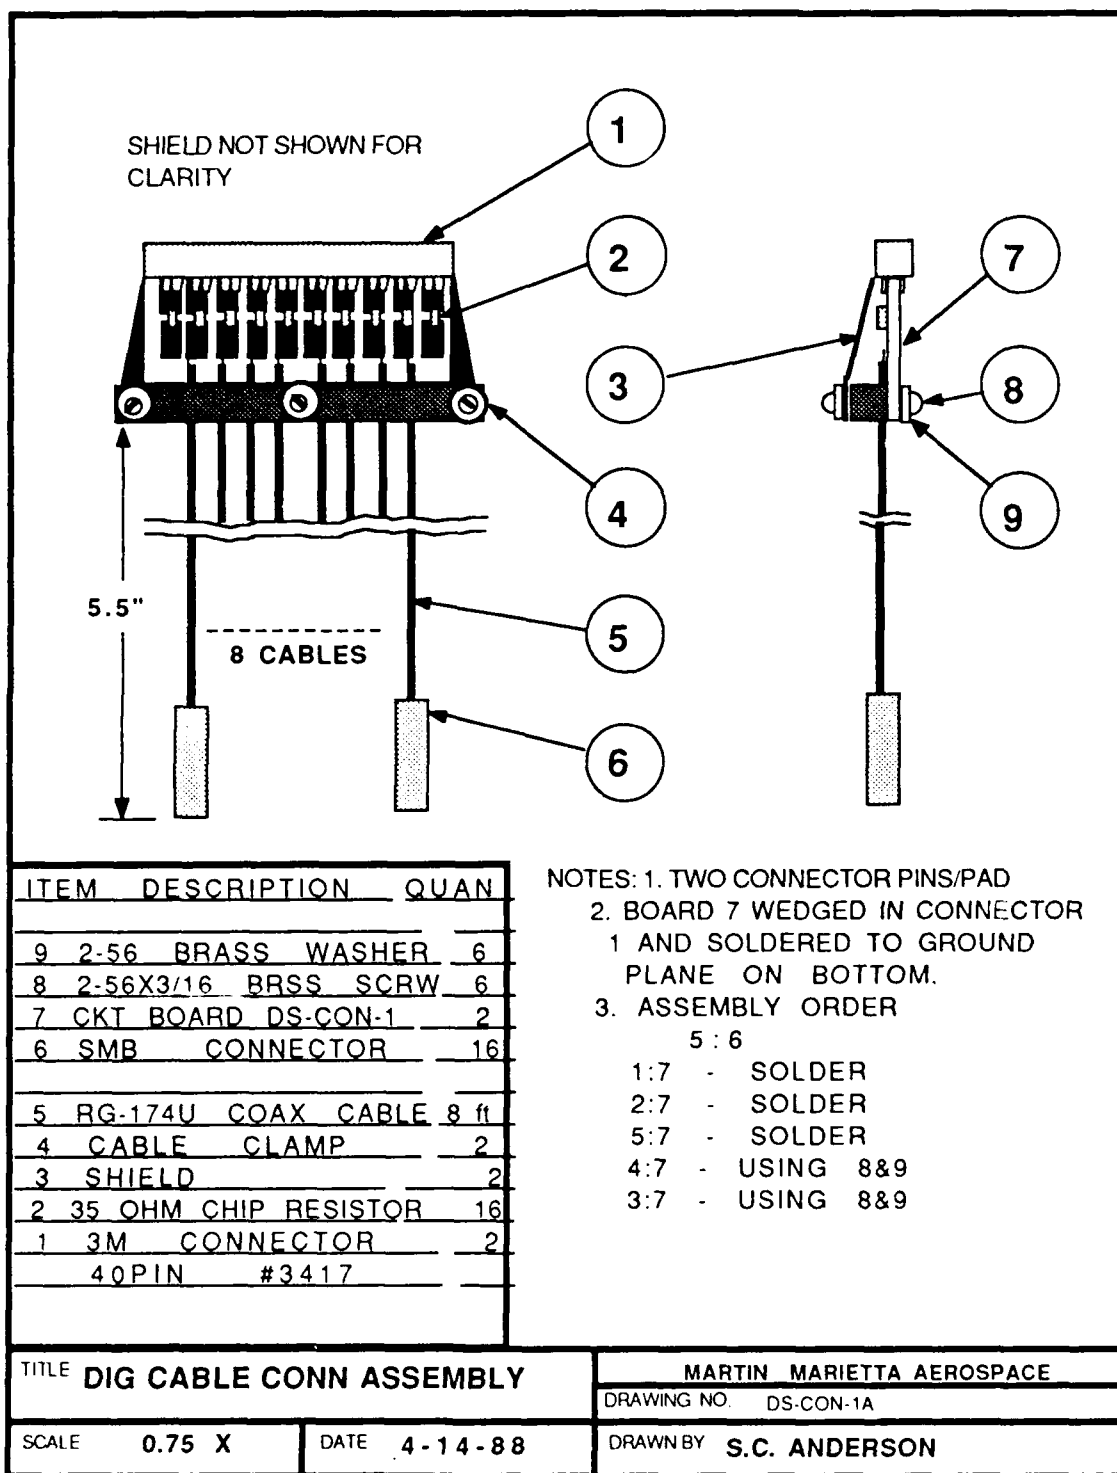 SHIELD NOT SHOWN FOR
CLARITY
1
2
3
4
5
6
7
8
9
5.5"
8 CABLES
ITEM DESCRIPTION QUAN
9 2-56 BRASS WASHER 6
8 2-56X3/16 BRSS SCRW 6
7 CKT BOARD DS-CON-1 2
6 SMB CONNECTOR 16
5 RG-174U COAX CABLE 8 ft
4 CABLE CLAMP 2
3 SHIELD 2
2 35 OHM CHIP RESISTOR 16
1 3M CONNECTOR 2
40PIN #3417
NOTES: 1. TWO CONNECTOR PINS/PAD
2. BOARD 7 WEDGED IN CONNECTOR
1 AND SOLDERED TO GROUND
PLANE ON BOTTOM.
3. ASSEMBLY ORDER
5 : 6
1:7 - SOLDER
2:7 - SOLDER
5:7 - SOLDER
4:7 - USING 8&9
3:7 - USING 8&9
TITLE DIG CABLE CONN ASSEMBLY
MARTIN MARIETTA AEROSPACE
DRAWING NO. DS-CON-1A
SCALE 0.75 X
DATE 4-14-88
DRAWN BY S.C. ANDERSON